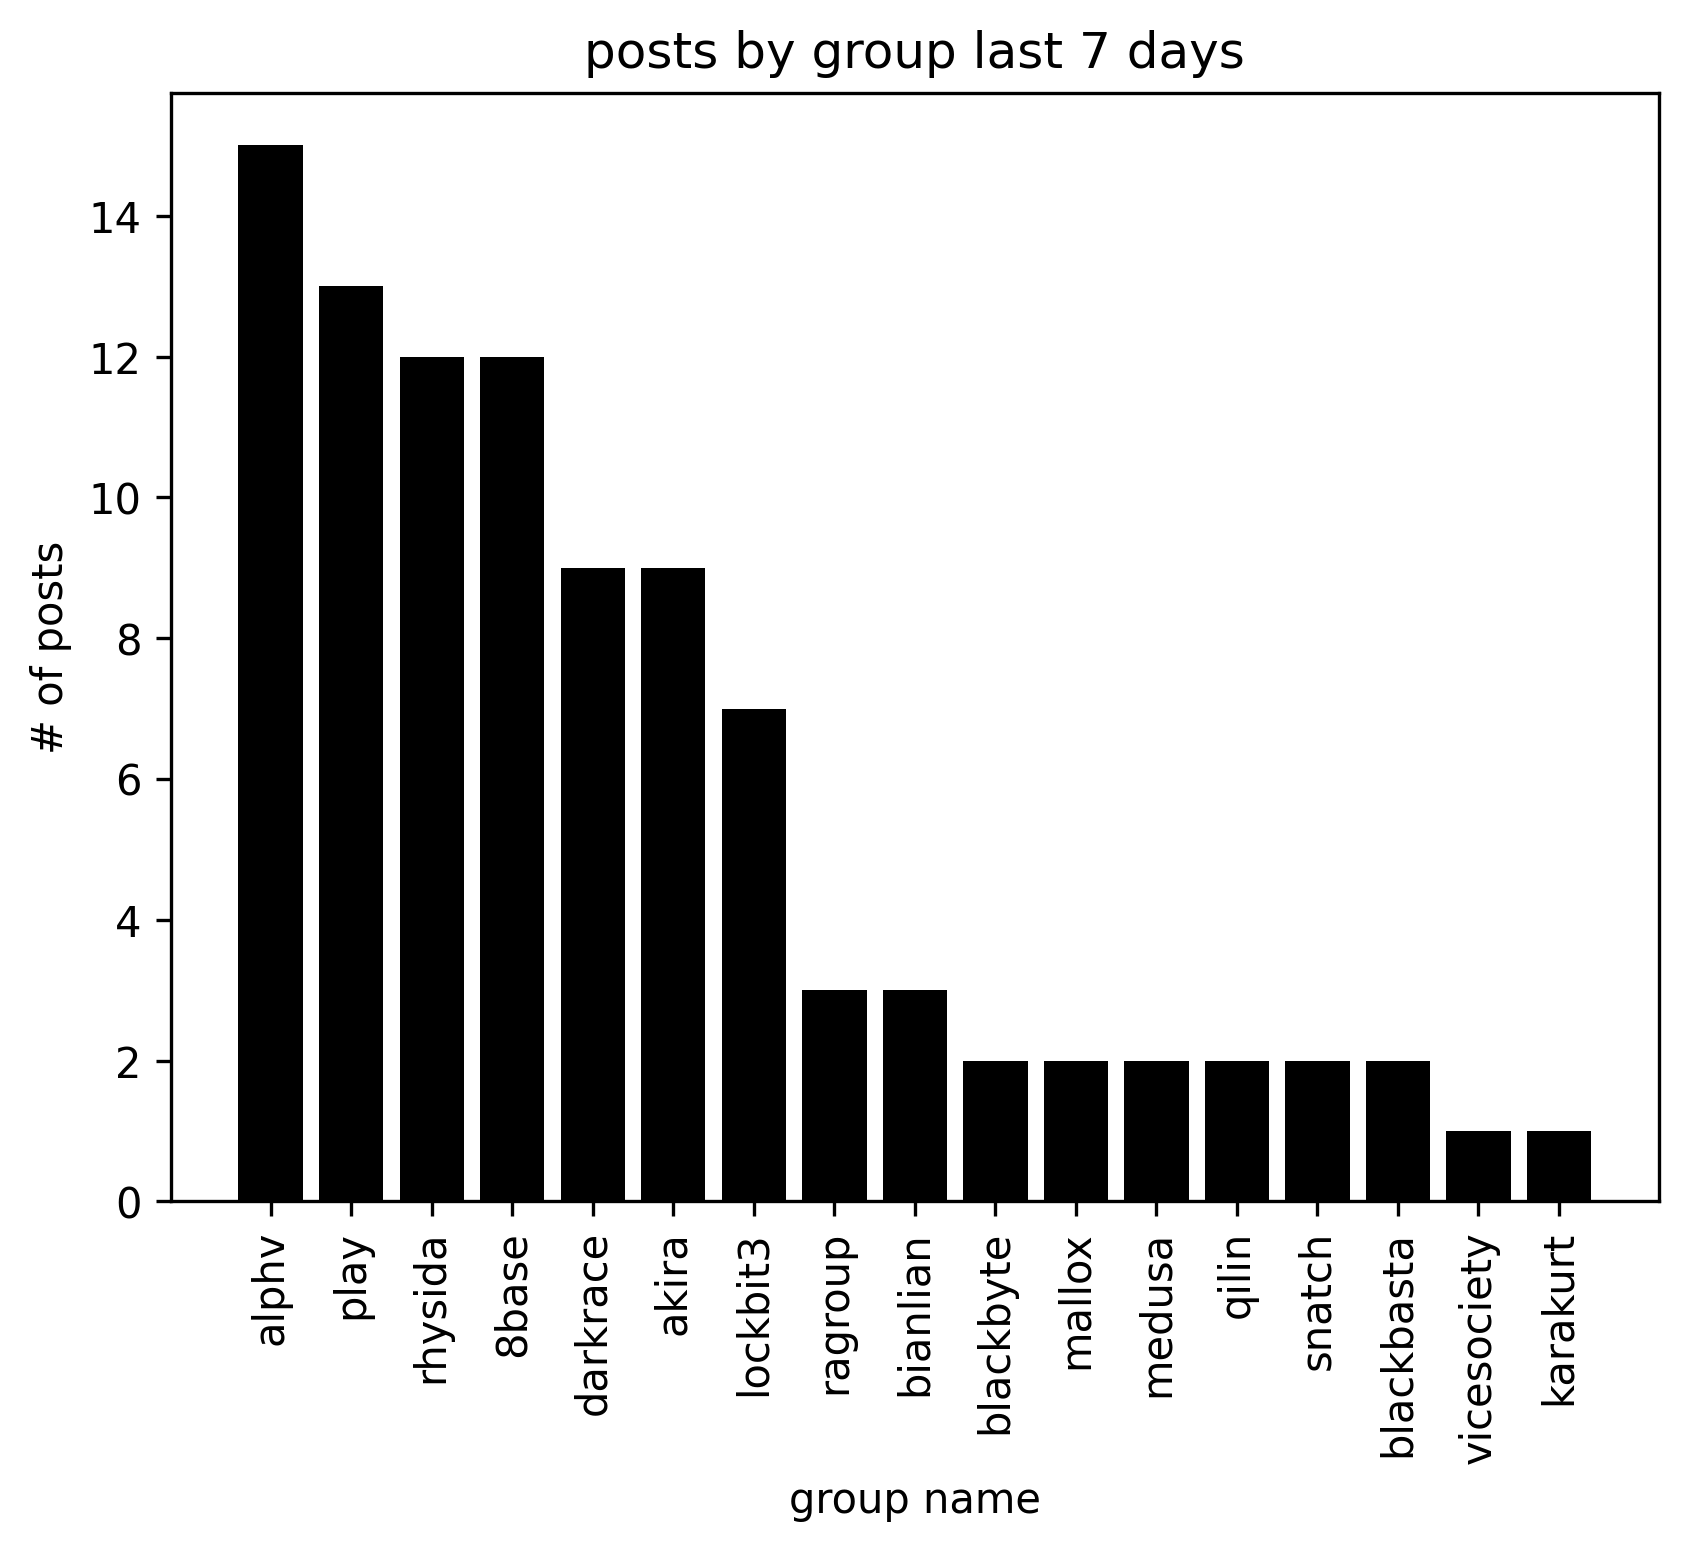 posts by group last 7 days
# of posts
14
12
10
8
6
4
2
0
alphv
play
rhysida
8base
darkrace
akira
lockbit3
ragroup
bianlian
blackbyte
mallox
medusa
qilin
snatch
blackbasta
vicesociety
karakurt
group name